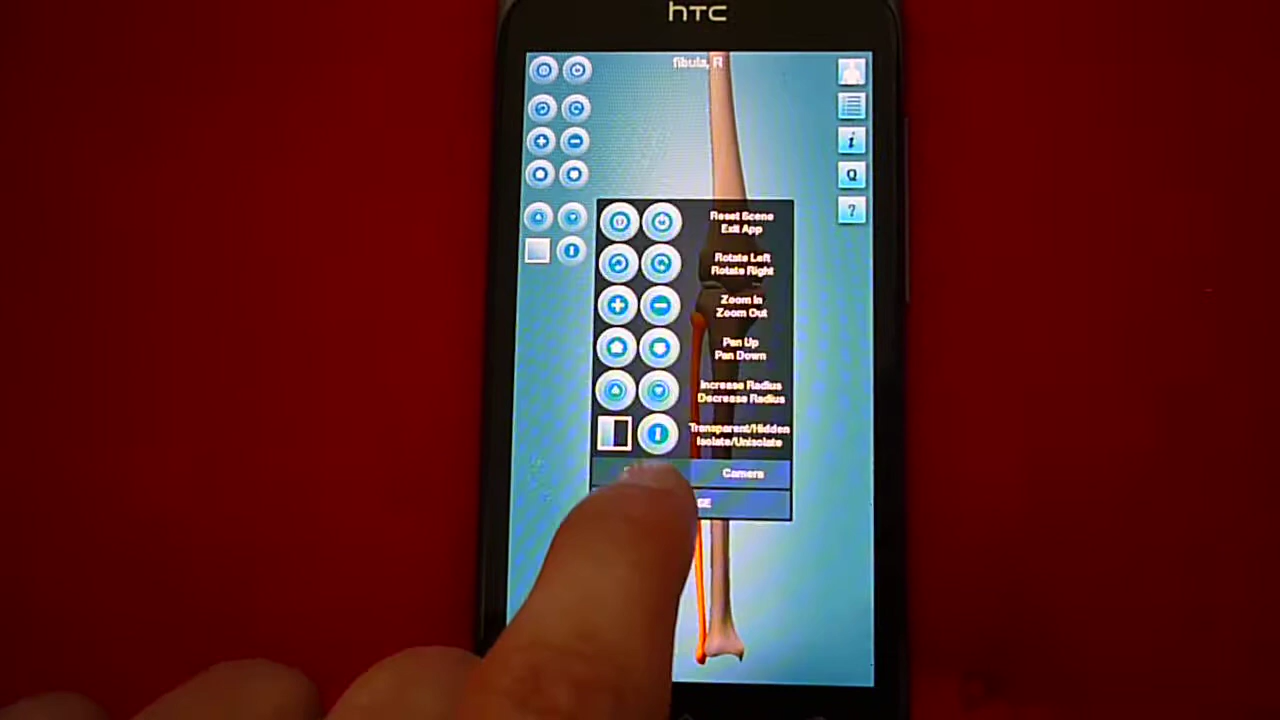 hTC
fibula, R
Reset Scene
Exit App
Rotate Left
Rotate Right
Zoom In
Zoom Out
Pan Up
Pan Down
Increase Radius
Decrease Radius
Transparent/Hidden
Isolate/Unisolate
Camera
i
Q
?